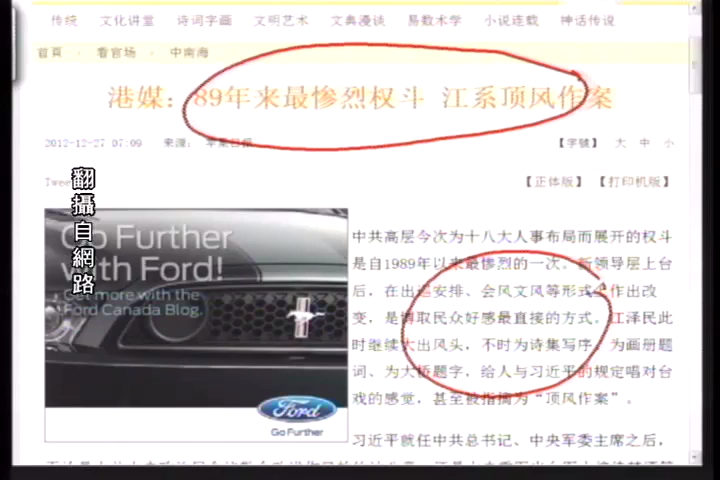 传统 文化讲堂 诗词字画 文明艺术 文典漫谈 易数术学 小说连载 神话传说
首頁 › 看官场 › 中南海
港媒：89年来最惨烈权斗 江系顶风作案
2012-12-27 07:09 来源： 苹果日报 【字號】 大 中 小
Twee
【正体版】 【打印机版】
翻攝自網路
Go Further
with Ford!
Get more with the
Ford Canada Blog.
Ford
Go Further
中共高层今次为十八大人事布局而展开的权斗
是自1989年以来最惨烈的一次。新领导层上台
后，在出巡安排、会风文风等形式上作出改
变，是博取民众好感最直接的方式。江泽民此
时继续大出风头，不时为诗集写序、为画册题
词、为大桥题字，给人与习近平的规定唱对台
戏的感觉，甚至被指摘为“顶风作案”。
习近平就任中共总书记、中央军委主席之后，